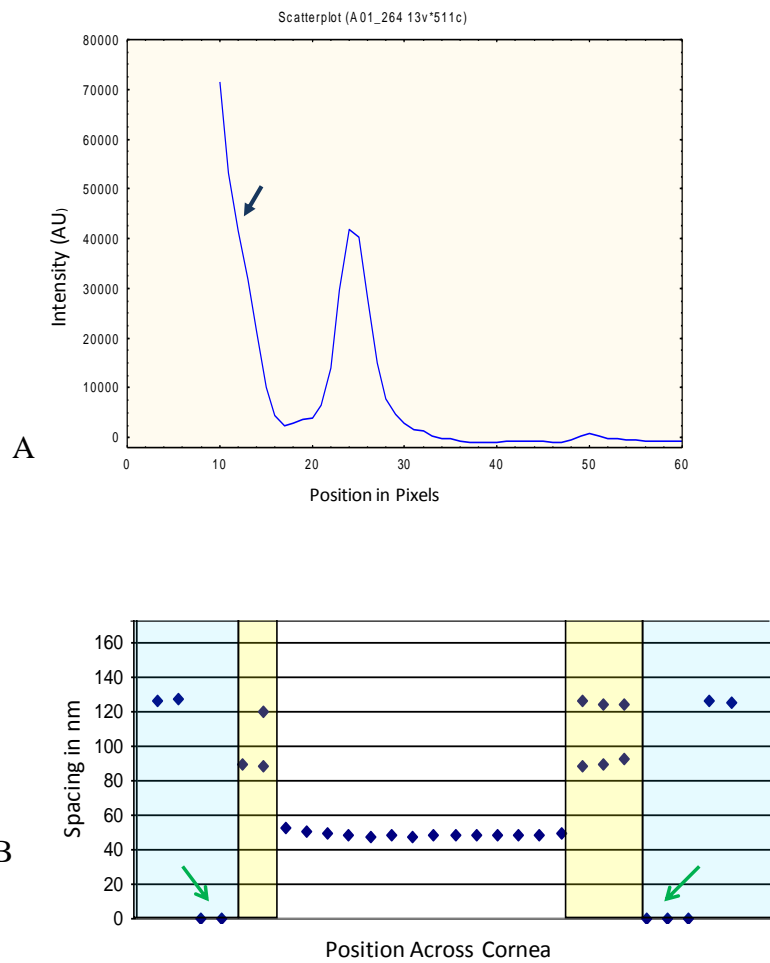 Scatterplot (A01_264 13v*511c)
80000
70000
60000
50000
40000
30000
20000
10000
0
Intensity (AU)
A
0 10 20 30 40 50 60
Position in Pixels
160
140
120
100
80
60
40
20
0
Spacing in nm
B
Position Across Cornea